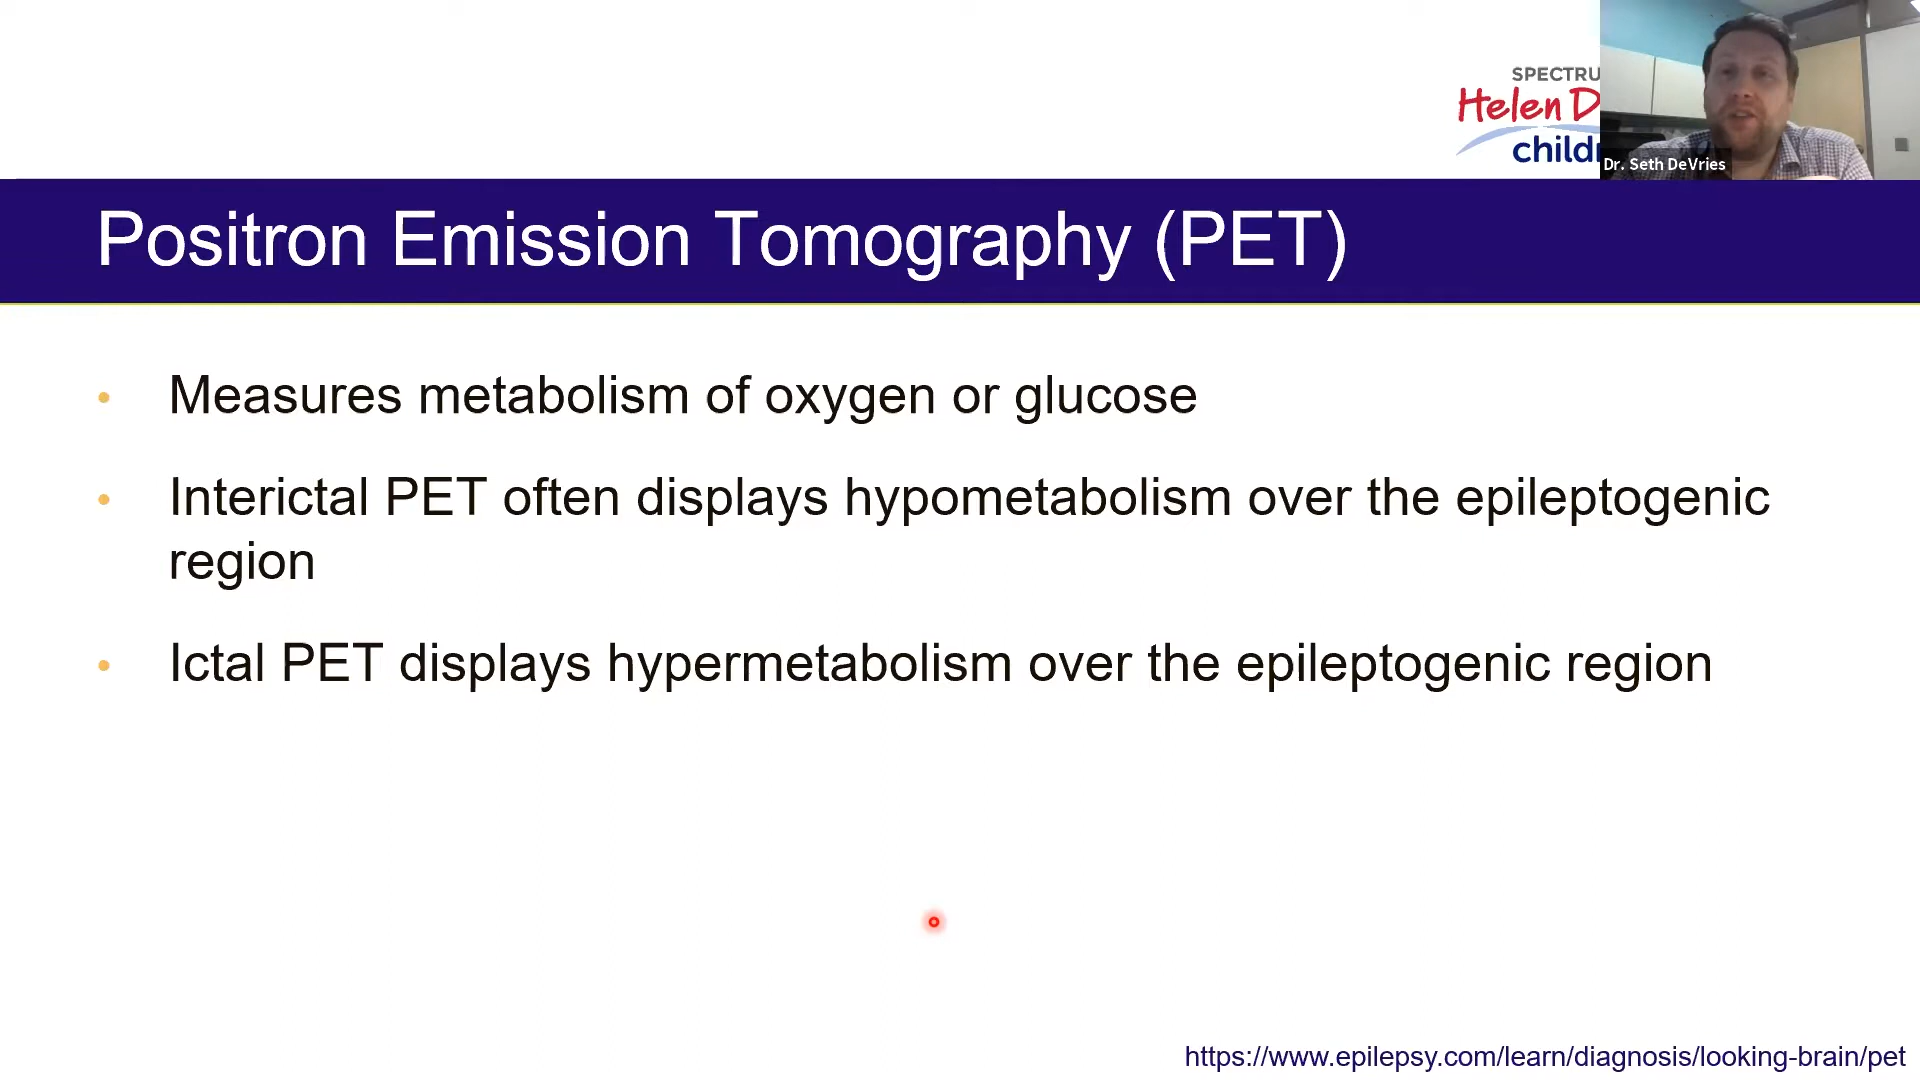 SPECTRU
Helen D
child
Dr. Seth DeVries
Positron Emission Tomography (PET)
• Measures metabolism of oxygen or glucose
• Interictal PET often displays hypometabolism over the epileptogenic
region
• Ictal PET displays hypermetabolism over the epileptogenic region
https://www.epilepsy.com/learn/diagnosis/looking-brain/pet